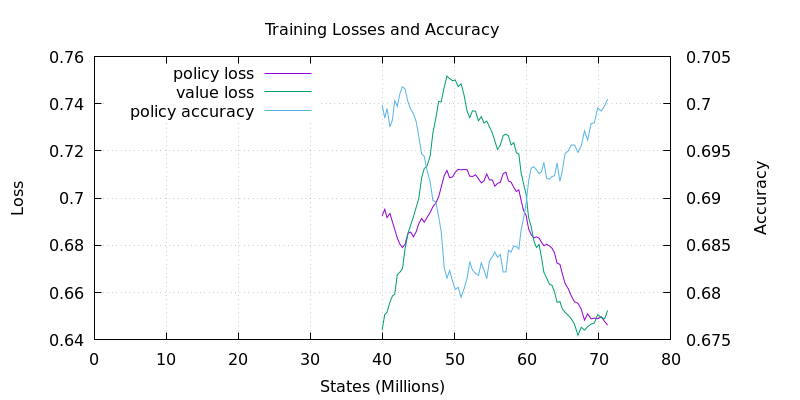 Training Losses and Accuracy
0.76
0.74
0.72
0.7
0.68
0.66
0.64
0.705
0.7
0.695
0.69
0.685
0.68
0.675
policy loss
value loss
policy accuracy
Loss
Accuracy
0 10 20 30 40 50 60 70 80
States (Millions)